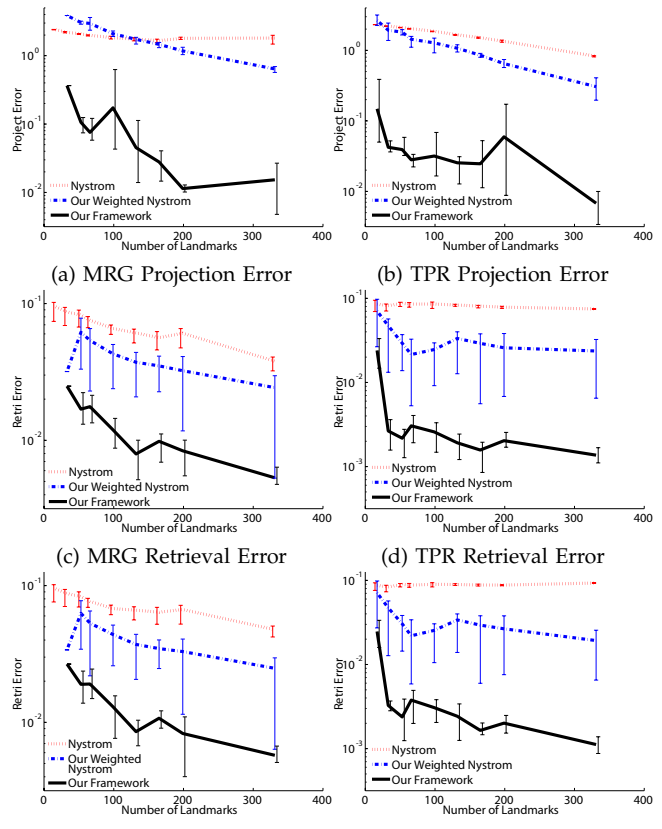 10^0
10^-1
10^-2
Project Error
Nystrom
Our Weighted Nystrom
Our Framework
0 100 200 300 400
Number of Landmarks
(a) MRG Projection Error
10^0
10^-1
10^-2
Project Error
Nystrom
Our Weighted Nystrom
Our Framework
0 100 200 300 400
Number of Landmarks
(b) TPR Projection Error
10^-1
10^-2
Retri Error
Nystrom
Our Weighted Nystrom
Our Framework
0 100 200 300 400
Number of Landmarks
(c) MRG Retrieval Error
10^-1
10^-2
10^-3
Retri Error
Nystrom
Our Weighted Nystrom
Our Framework
0 100 200 300 400
Number of Landmarks
(d) TPR Retrieval Error
10^-1
10^-2
Retri Error
Nystrom
Our Weighted
Nystrom
Our Framework
0 100 200 300 400
Number of Landmarks
10^-1
10^-2
10^-3
Retri Error
Nystrom
Our Weighted Nystrom
Our Framework
0 100 200 300 400
Number of Landmarks